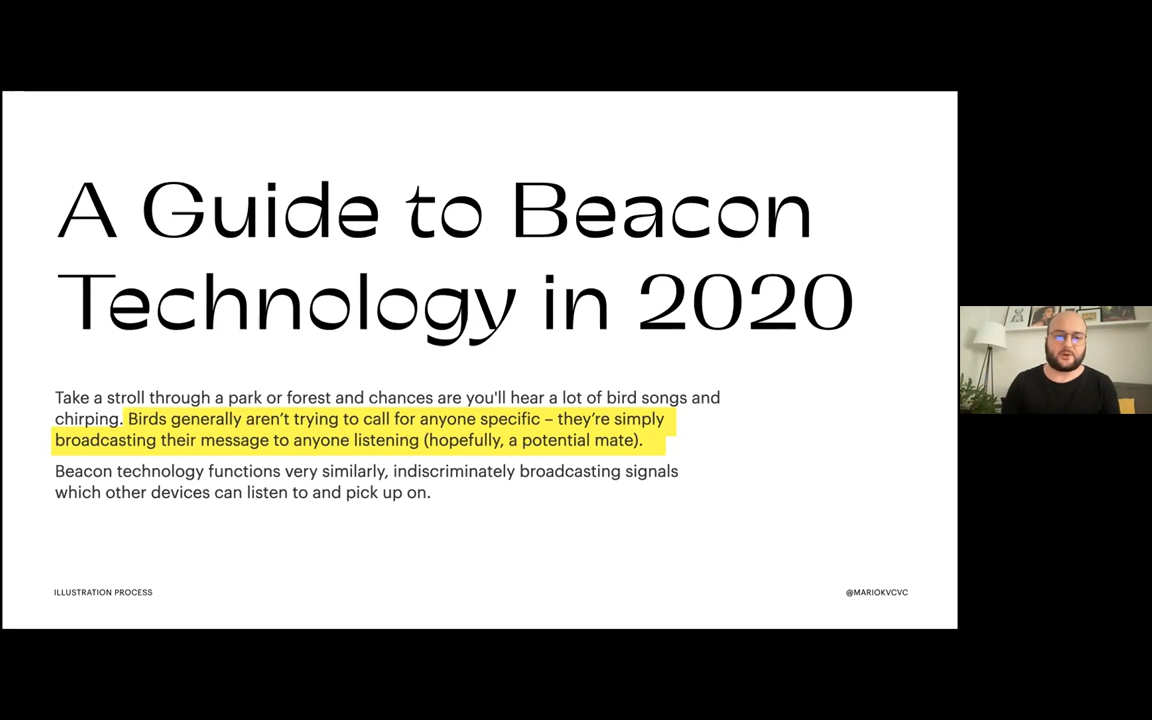 A Guide to Beacon
Technology in 2020
Take a stroll through a park or forest and chances are you'll hear a lot of bird songs and
chirping. Birds generally aren’t trying to call for anyone specific – they’re simply
broadcasting their message to anyone listening (hopefully, a potential mate).
Beacon technology functions very similarly, indiscriminately broadcasting signals
which other devices can listen to and pick up on.
ILLUSTRATION PROCESS
@MARIOKVCVC